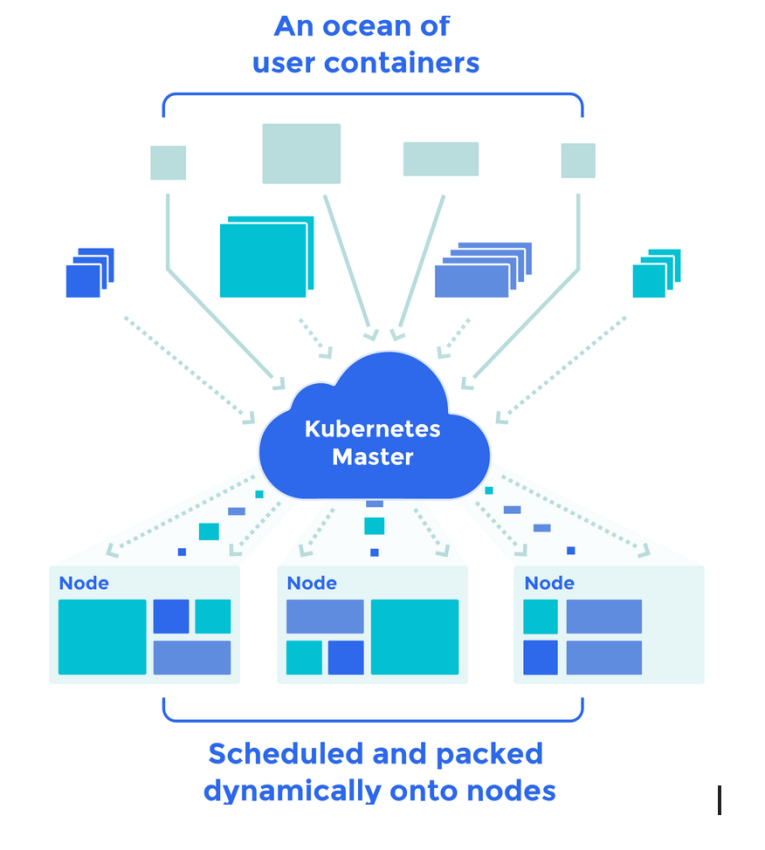 An ocean of
user containers
Kubernetes
Master
Node
Node
Node
Scheduled and packed
dynamically onto nodes